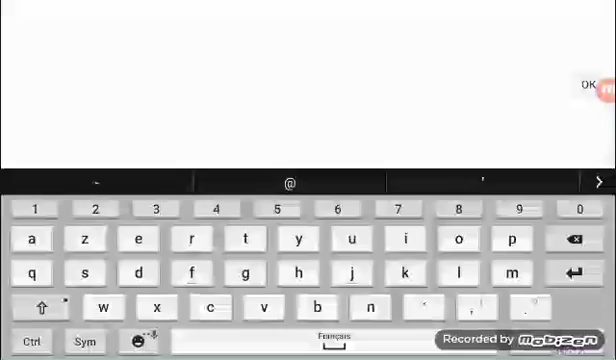 OK
~ @ '
1 2 3 4 5 6 7 8 9 0
a z e r t y u i o p
q s d f g h j k l m
w x c v b n ' , .
Ctrl Sym Français
Recorded by mobizen